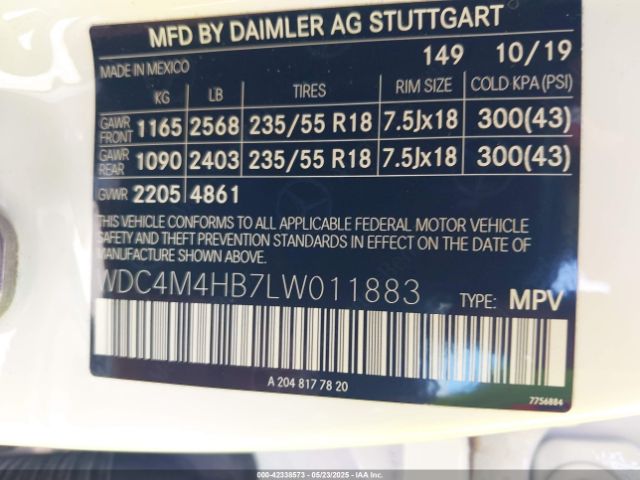 MFD BY DAIMLER AG STUTTGART
MADE IN MEXICO 149 10/19
KG LB TIRES RIM SIZE COLD KPA (PSI)
GAWR FRONT 1165 2568 235/55 R18 7.5Jx18 300(43)
GAWR REAR 1090 2403 235/55 R18 7.5Jx18 300(43)
GVWR 2205 4861
THIS VEHICLE CONFORMS TO ALL APPLICABLE FEDERAL MOTOR VEHICLE
SAFETY AND THEFT PREVENTION STANDARDS IN EFFECT ON THE
DATE OF MANUFACTURE SHOWN ABOVE.
WDC4M4HB7LW011883 TYPE: MPV
A 204 817 78 20
7756884
000-42338573 - 05/23/2025 - IAA Inc.